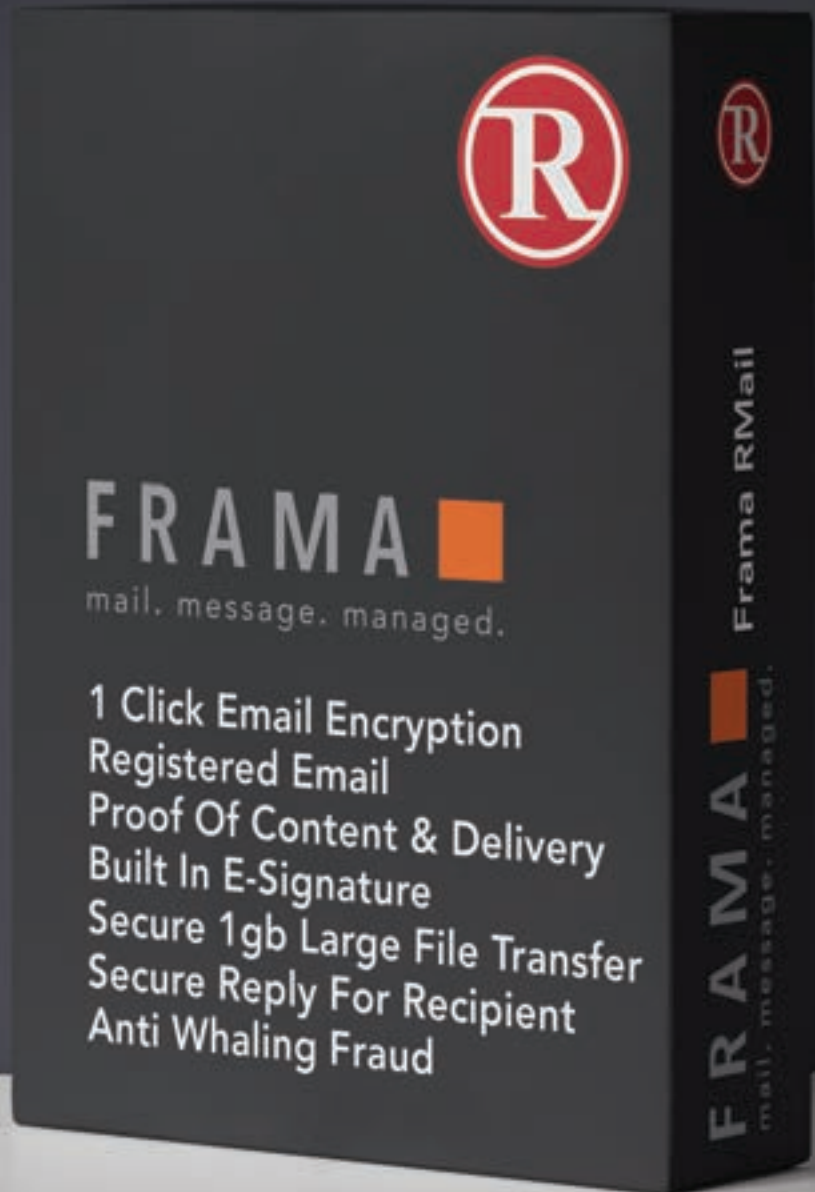 R
FRAMA
mail. message. managed.
1 Click Email Encryption
Registered Email
Proof Of Content & Delivery
Built In E-Signature
Secure 1gb Large File Transfer
Secure Reply For Recipient
Anti Whaling Fraud
R
Frama RMail
FRAMA
mail. message. managed.